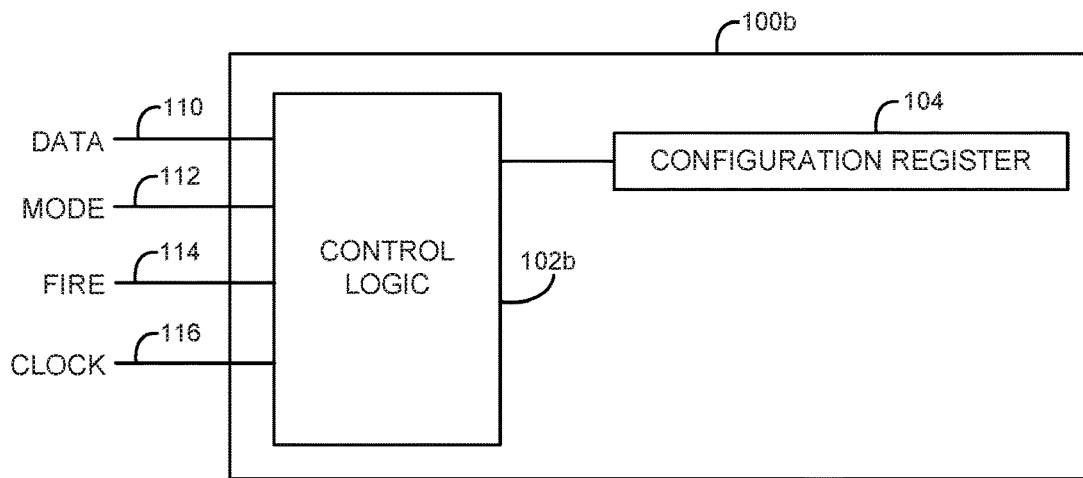 100b
110
DATA
104
CONFIGURATION REGISTER
112
MODE
CONTROL
LOGIC
102b
114
FIRE
116
CLOCK